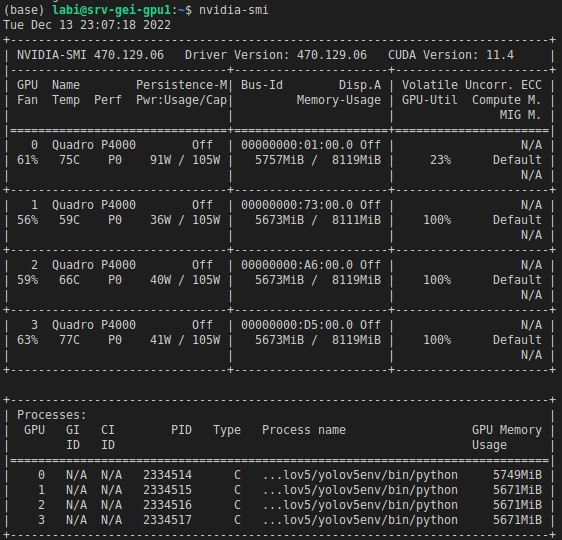 (base) labi@srv-gei-gpu1:~$ nvidia-smi
Tue Dec 13 23:07:18 2022
+-----------------------------------------------------------------------------+
| NVIDIA-SMI 470.129.06   Driver Version: 470.129.06   CUDA Version: 11.4     |
|-------------------------------+----------------------+----------------------+
| GPU  Name        Persistence-M| Bus-Id        Disp.A | Volatile Uncorr. ECC |
| Fan  Temp  Perf  Pwr:Usage/Cap|         Memory-Usage | GPU-Util  Compute M. |
|                               |                      |               MIG M. |
|===============================+======================+======================|
|   0  Quadro P4000        Off  | 00000000:01:00.0 Off |                  N/A |
| 61%   75C    P0    91W / 105W |   5757MiB /  8119MiB |     23%      Default |
|                               |                      |                  N/A |
+-------------------------------+----------------------+----------------------+
|   1  Quadro P4000        Off  | 00000000:73:00.0 Off |                  N/A |
| 56%   59C    P0    36W / 105W |   5673MiB /  8111MiB |    100%      Default |
|                               |                      |                  N/A |
+-------------------------------+----------------------+----------------------+
|   2  Quadro P4000        Off  | 00000000:A6:00.0 Off |                  N/A |
| 59%   66C    P0    40W / 105W |   5673MiB /  8119MiB |    100%      Default |
|                               |                      |                  N/A |
+-------------------------------+----------------------+----------------------+
|   3  Quadro P4000        Off  | 00000000:D5:00.0 Off |                  N/A |
| 63%   77C    P0    41W / 105W |   5673MiB /  8119MiB |    100%      Default |
|                               |                      |                  N/A |
+-------------------------------+----------------------+----------------------+

+-----------------------------------------------------------------------------+
| Processes:                                                                  |
|  GPU   GI   CI        PID   Type   Process name                  GPU Memory |
|        ID   ID                                                   Usage      |
|=============================================================================|
|    0   N/A  N/A   2334514      C   ...lov5/yolov5env/bin/python     5749MiB |
|    1   N/A  N/A   2334515      C   ...lov5/yolov5env/bin/python     5671MiB |
|    2   N/A  N/A   2334516      C   ...lov5/yolov5env/bin/python     5671MiB |
|    3   N/A  N/A   2334517      C   ...lov5/yolov5env/bin/python     5671MiB |
+-----------------------------------------------------------------------------+